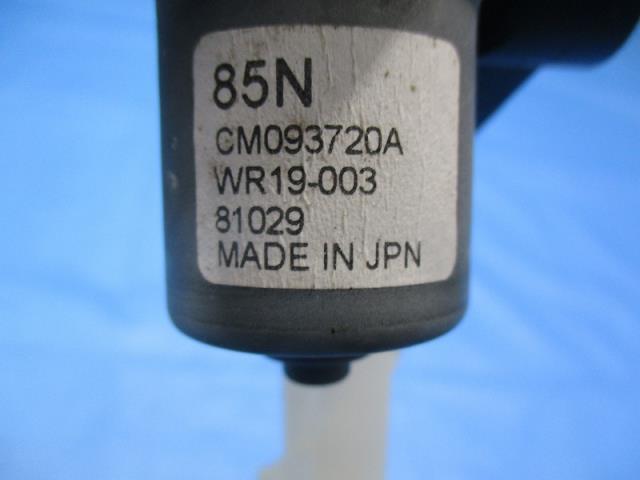 85N
CM093720A
WR19-003
81029
MADE IN JPN